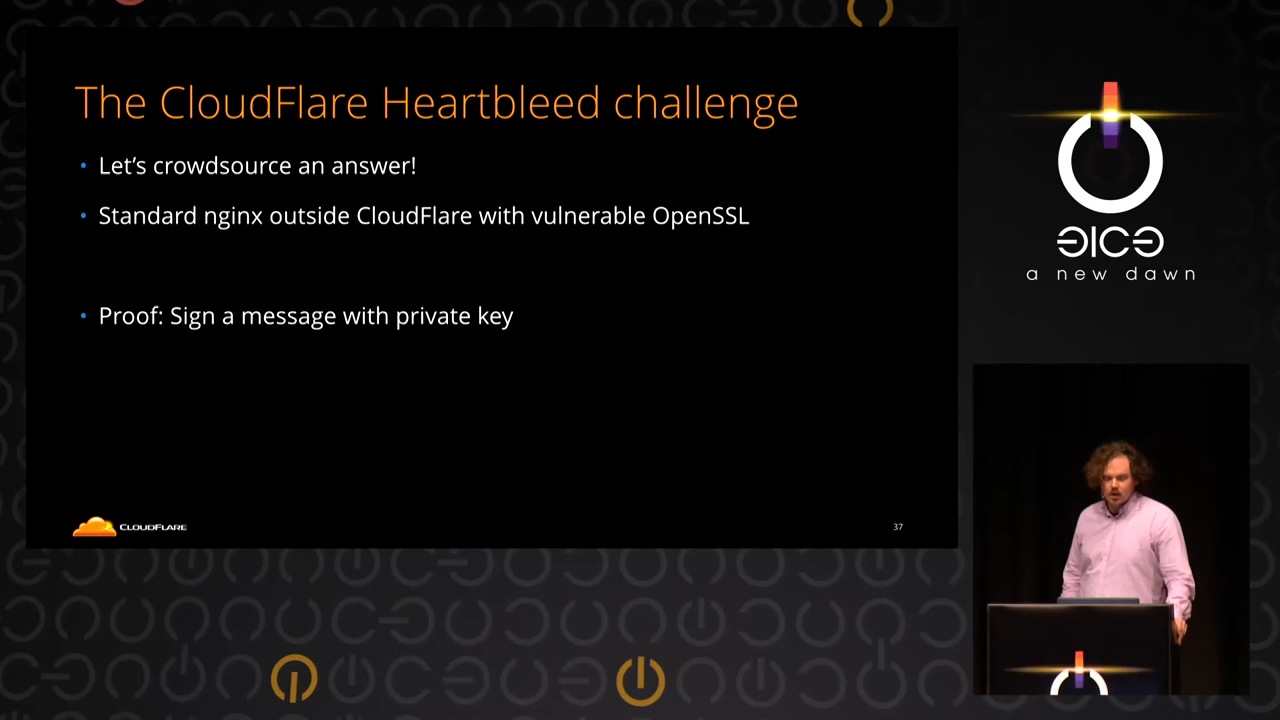 The CloudFlare Heartbleed challenge
Let's crowdsource an answer!
Standard nginx outside CloudFlare with vulnerable OpenSSL
Proof: Sign a message with private key
CLOUDFLARE
37
31C3
a new dawn